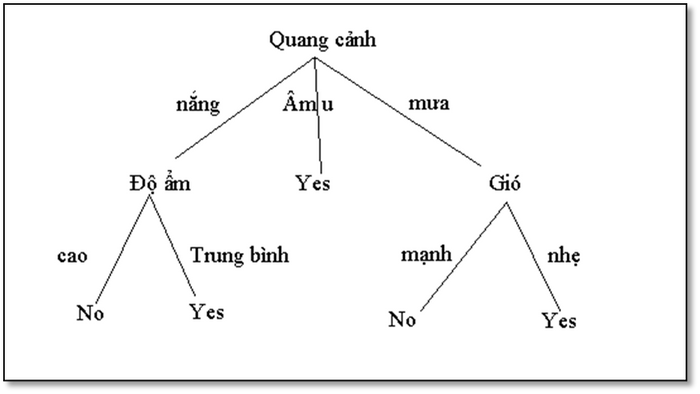 Quang cảnh
nắng Âm u mưa
Độ ẩm Yes Gió
cao Trung bình mạnh nhẹ
No Yes No Yes